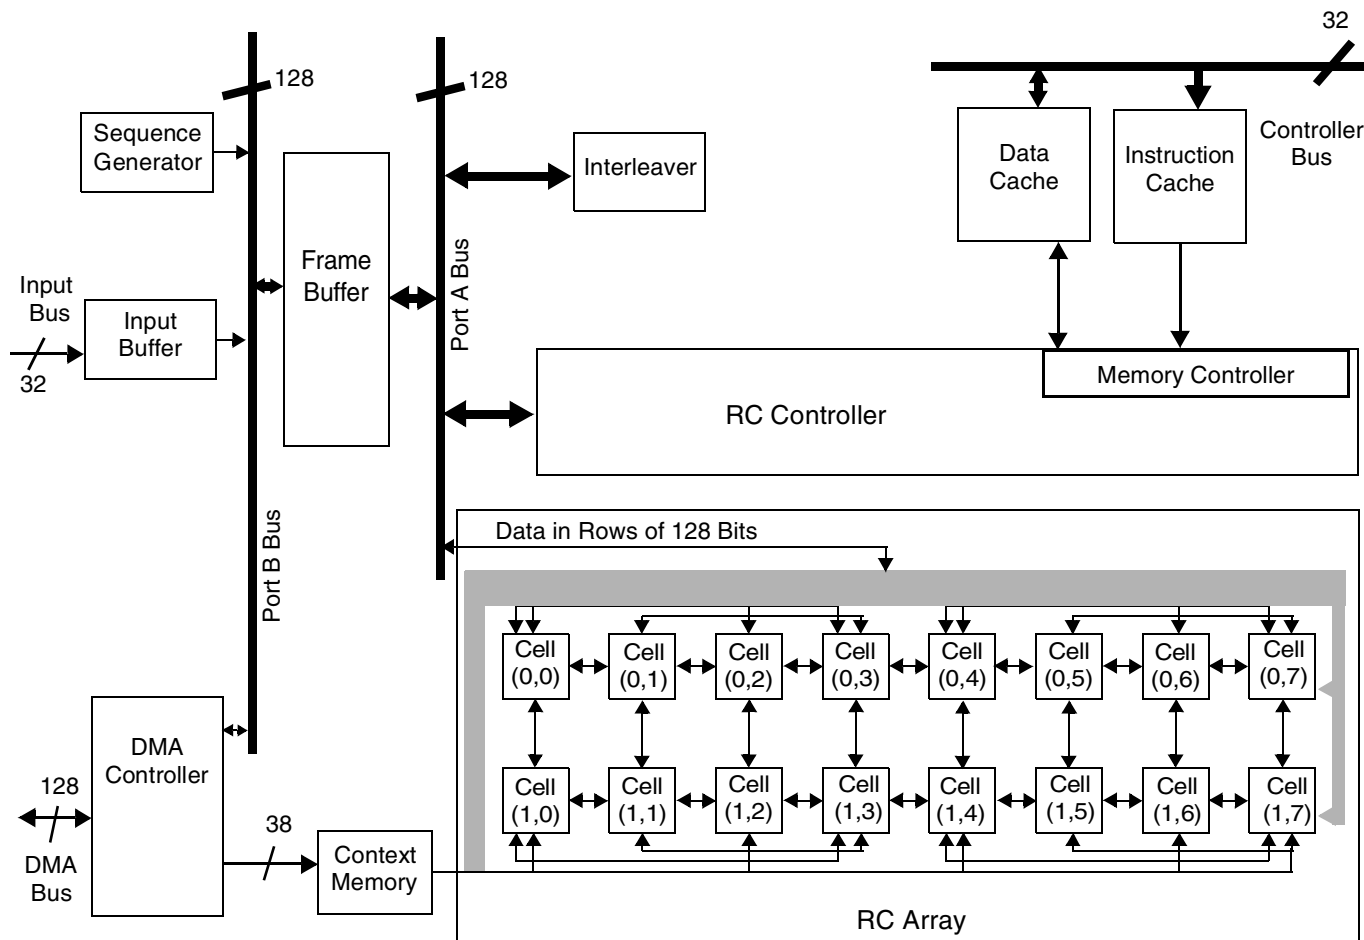 32
128
128
Sequence
Generator
Interleaver
Data
Cache
Instruction
Cache
Controller
Bus
Frame
Buffer
Port A Bus
Input
Bus
32
Input
Buffer
Memory Controller
RC Controller
Port B Bus
Data in Rows of 128 Bits
Cell
(0,0)
Cell
(0,1)
Cell
(0,2)
Cell
(0,3)
Cell
(0,4)
Cell
(0,5)
Cell
(0,6)
Cell
(0,7)
Cell
(1,0)
Cell
(1,1)
Cell
(1,2)
Cell
(1,3)
Cell
(1,4)
Cell
(1,5)
Cell
(1,6)
Cell
(1,7)
DMA
Controller
128
DMA
Bus
38
Context
Memory
RC Array